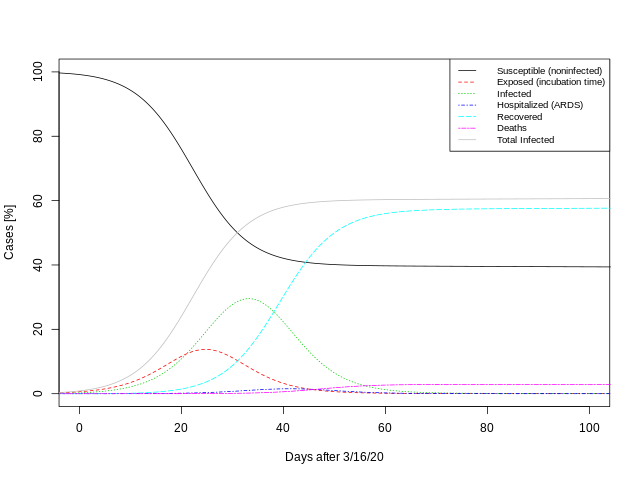 Susceptible (noninfected)
Exposed (incubation time)
Infected
Hospitalized (ARDS)
Recovered
Deaths
Total Infected
Cases [%]
100
80
60
40
20
0
0 20 40 60 80 100
Days after 3/16/20